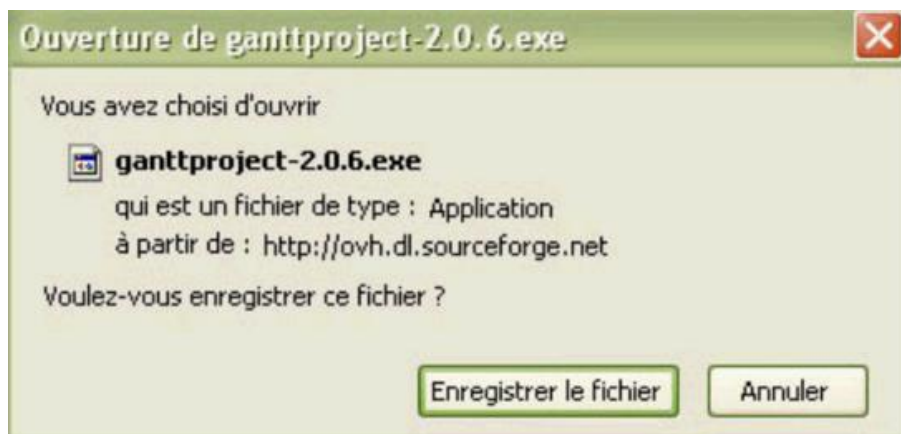 Ouverture de ganttproject-2.0.6.exe
Vous avez choisi d'ouvrir
ganttproject-2.0.6.exe
qui est un fichier de type : Application
à partir de : http://ovh.dl.sourceforge.net
Voulez-vous enregistrer ce fichier ?
Enregistrer le fichier Annuler